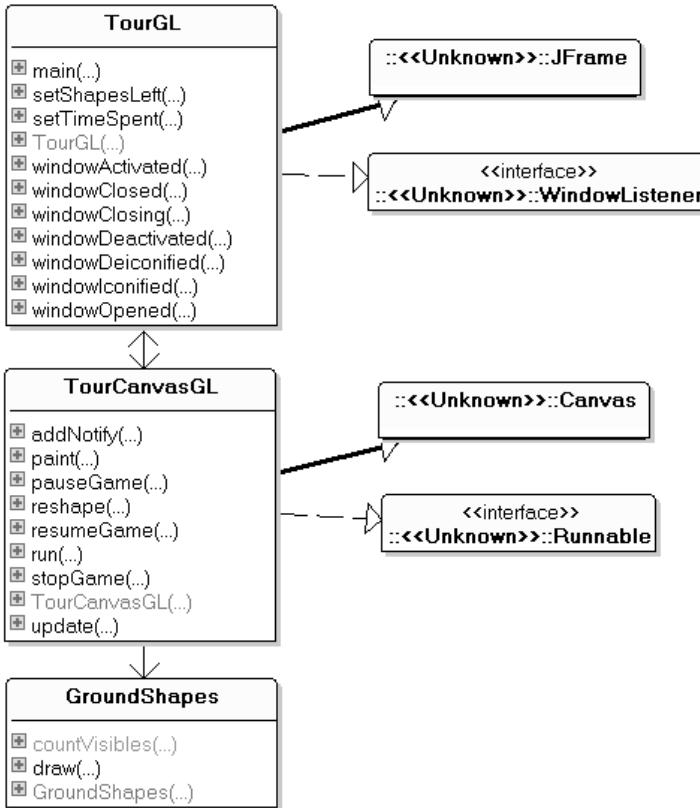 TourGL
main(...)
setShapesLeft(...)
setTimeSpent(...)
TourGL(...)
windowActivated(...)
windowClosed(...)
windowClosing(...)
windowDeactivated(...)
windowDeiconified(...)
windowIconified(...)
windowOpened(...)
::<<Unknown>>::JFrame
<<interface>>
::<<Unknown>>::WindowListener
TourCanvasGL
addNotify(...)
paint(...)
pauseGame(...)
reshape(...)
resumeGame(...)
run(...)
stopGame(...)
TourCanvasGL(...)
update(...)
::<<Unknown>>::Canvas
<<interface>>
::<<Unknown>>::Runnable
GroundShapes
countVisibles(...)
draw(...)
GroundShapes(...)